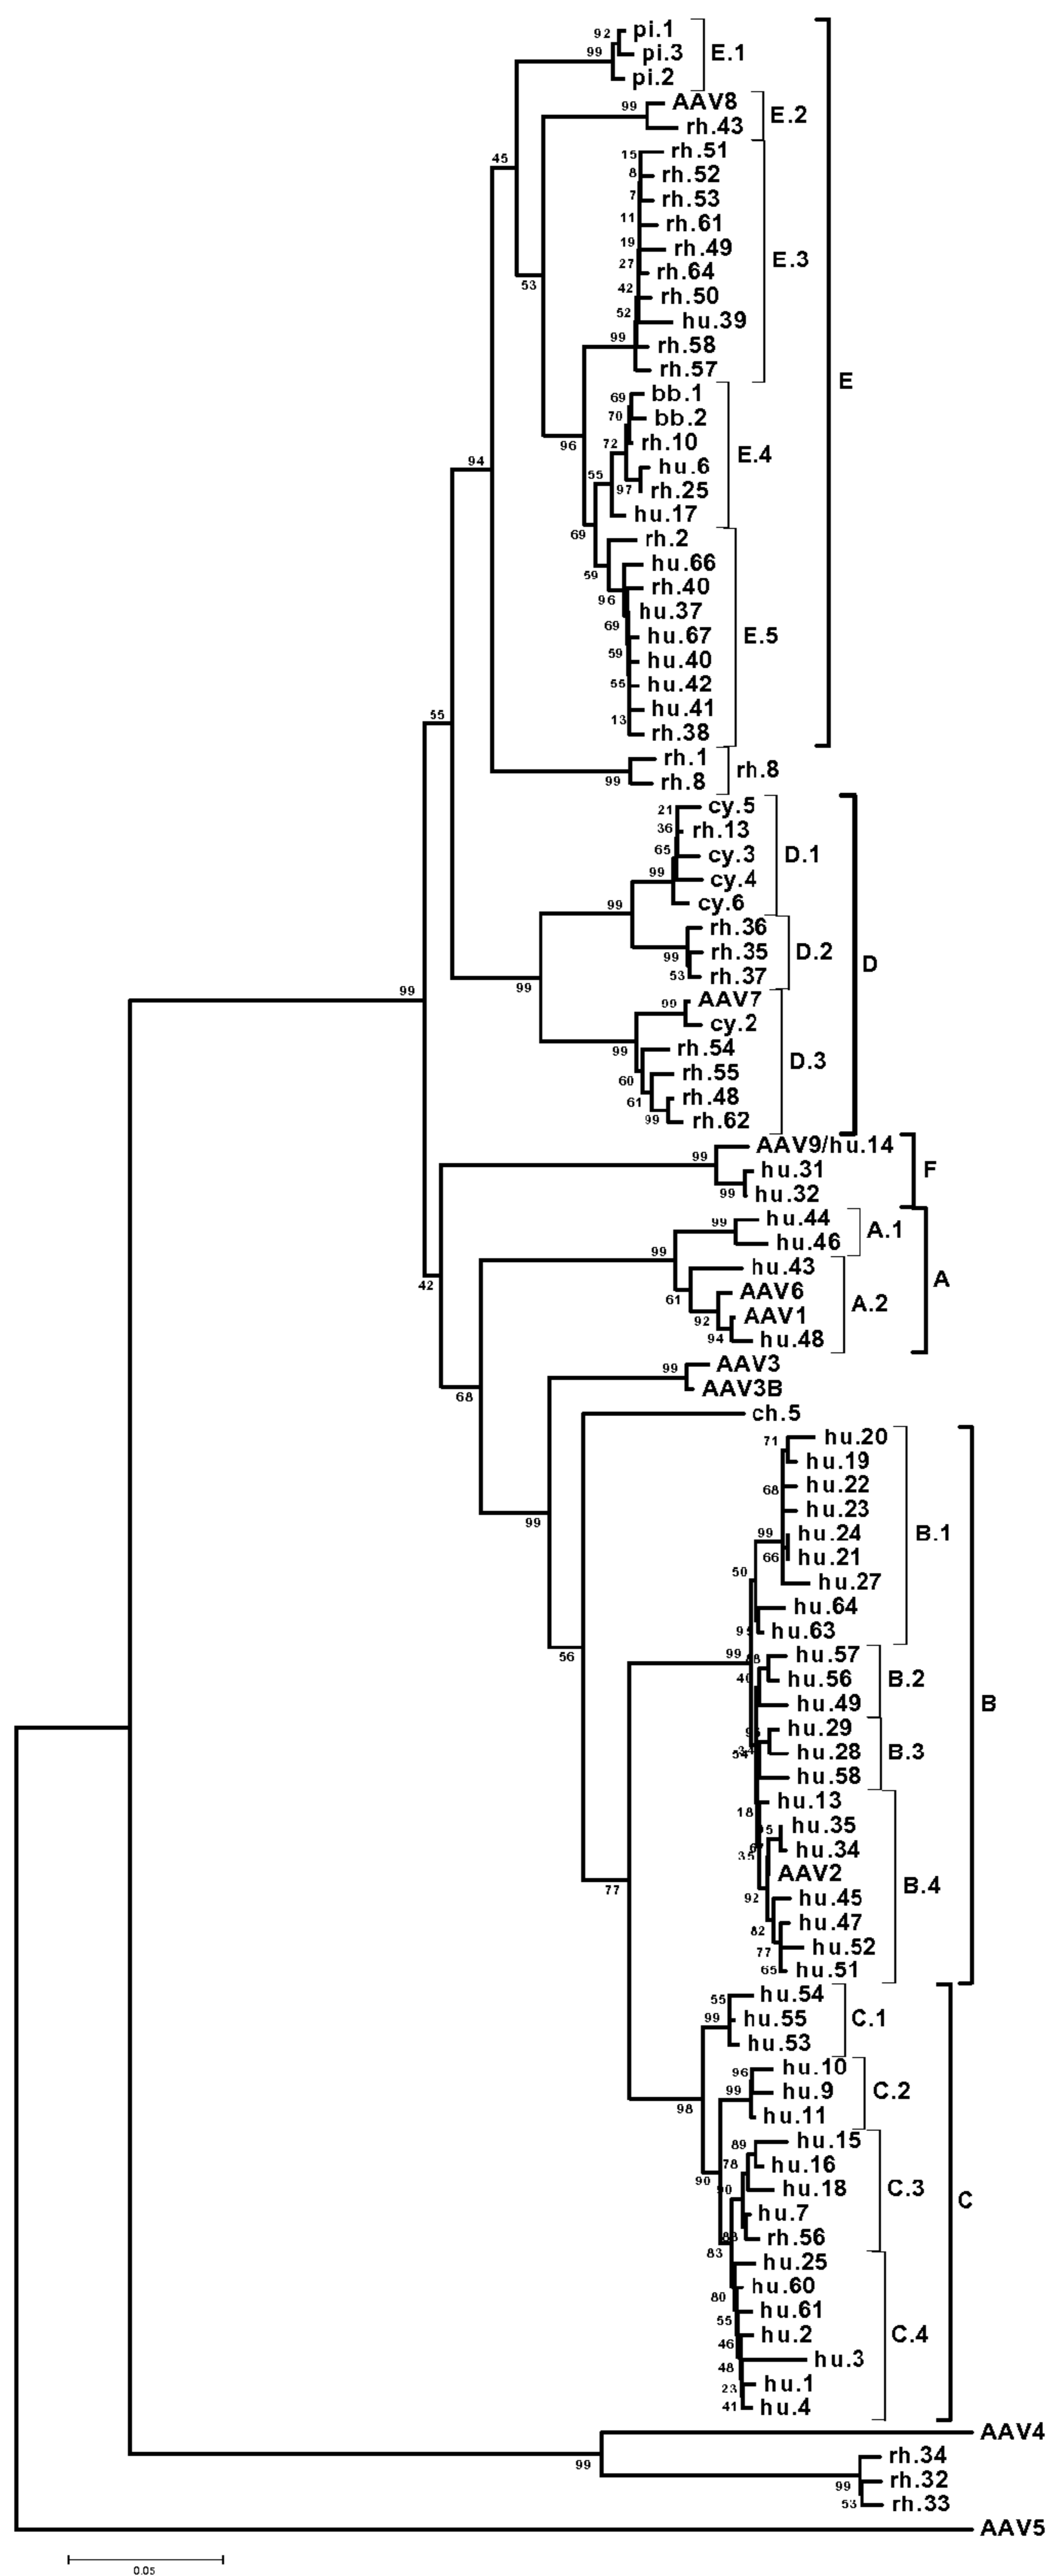 92 pi.1
99 pi.3 E.1
pi.2
99 AAV8
rh.43 E.2
15 rh.51
45
8 rh.52
7 rh.53
11 rh.61
19 rh.49 E.3
27 rh.64
53
42 rh.50
52 hu.39
99 rh.58
rh.57
E
69 bb.1
70 bb.2
96
72 rh.10
E.4
94
55 hu.6
97 rh.25
hu.17
69
rh.2
59 hu.66
96 rh.40
hu.37
69 hu.67 E.5
59 hu.40
55 hu.42
13 hu.41
rh.38
55
rh.1
99 rh.8 rh.8
21 cy.5
36 rh.13
65 cy.3 D.1
99 cy.4
99 cy.6
rh.36
99 rh.35 D.2
53 rh.37
D
99
99
99 AAV7
cy.2
99 rh.54
D.3
60 rh.55
61 rh.48
99 rh.62
99 AAV9/hu.14
hu.31 F
99 hu.32
99 hu.44
A.1
hu.46
99
hu.43
42
61 AAV6
A
92 AAV1 A.2
94 hu.48
99 AAV3
68
AAV3B
ch.5
71 hu.20
hu.19
68 hu.22
hu.23
99
99 hu.24 B.1
66 hu.21
50 hu.27
hu.64
hu.63
56
99
hu.57
40 hu.56 B.2
hu.49
B
hu.29
hu.28 B.3
hu.58
18 hu.13
hu.35
35 hu.34
77
AAV2
B.4
92 hu.45
82 hu.47
77 hu.52
65 hu.51
55 hu.54
99 hu.55 C.1
hu.53
96 hu.10
99 hu.9 C.2
98
hu.11
89 hu.15
78 hu.16
90
hu.18 C.3
C
hu.7
rh.56
83
hu.25
80 hu.60
55 hu.61
46 hu.2 C.4
48 hu.3
23 hu.1
41 hu.4
AAV4
99
rh.34
99 rh.32
53 rh.33
AAV5
0.05